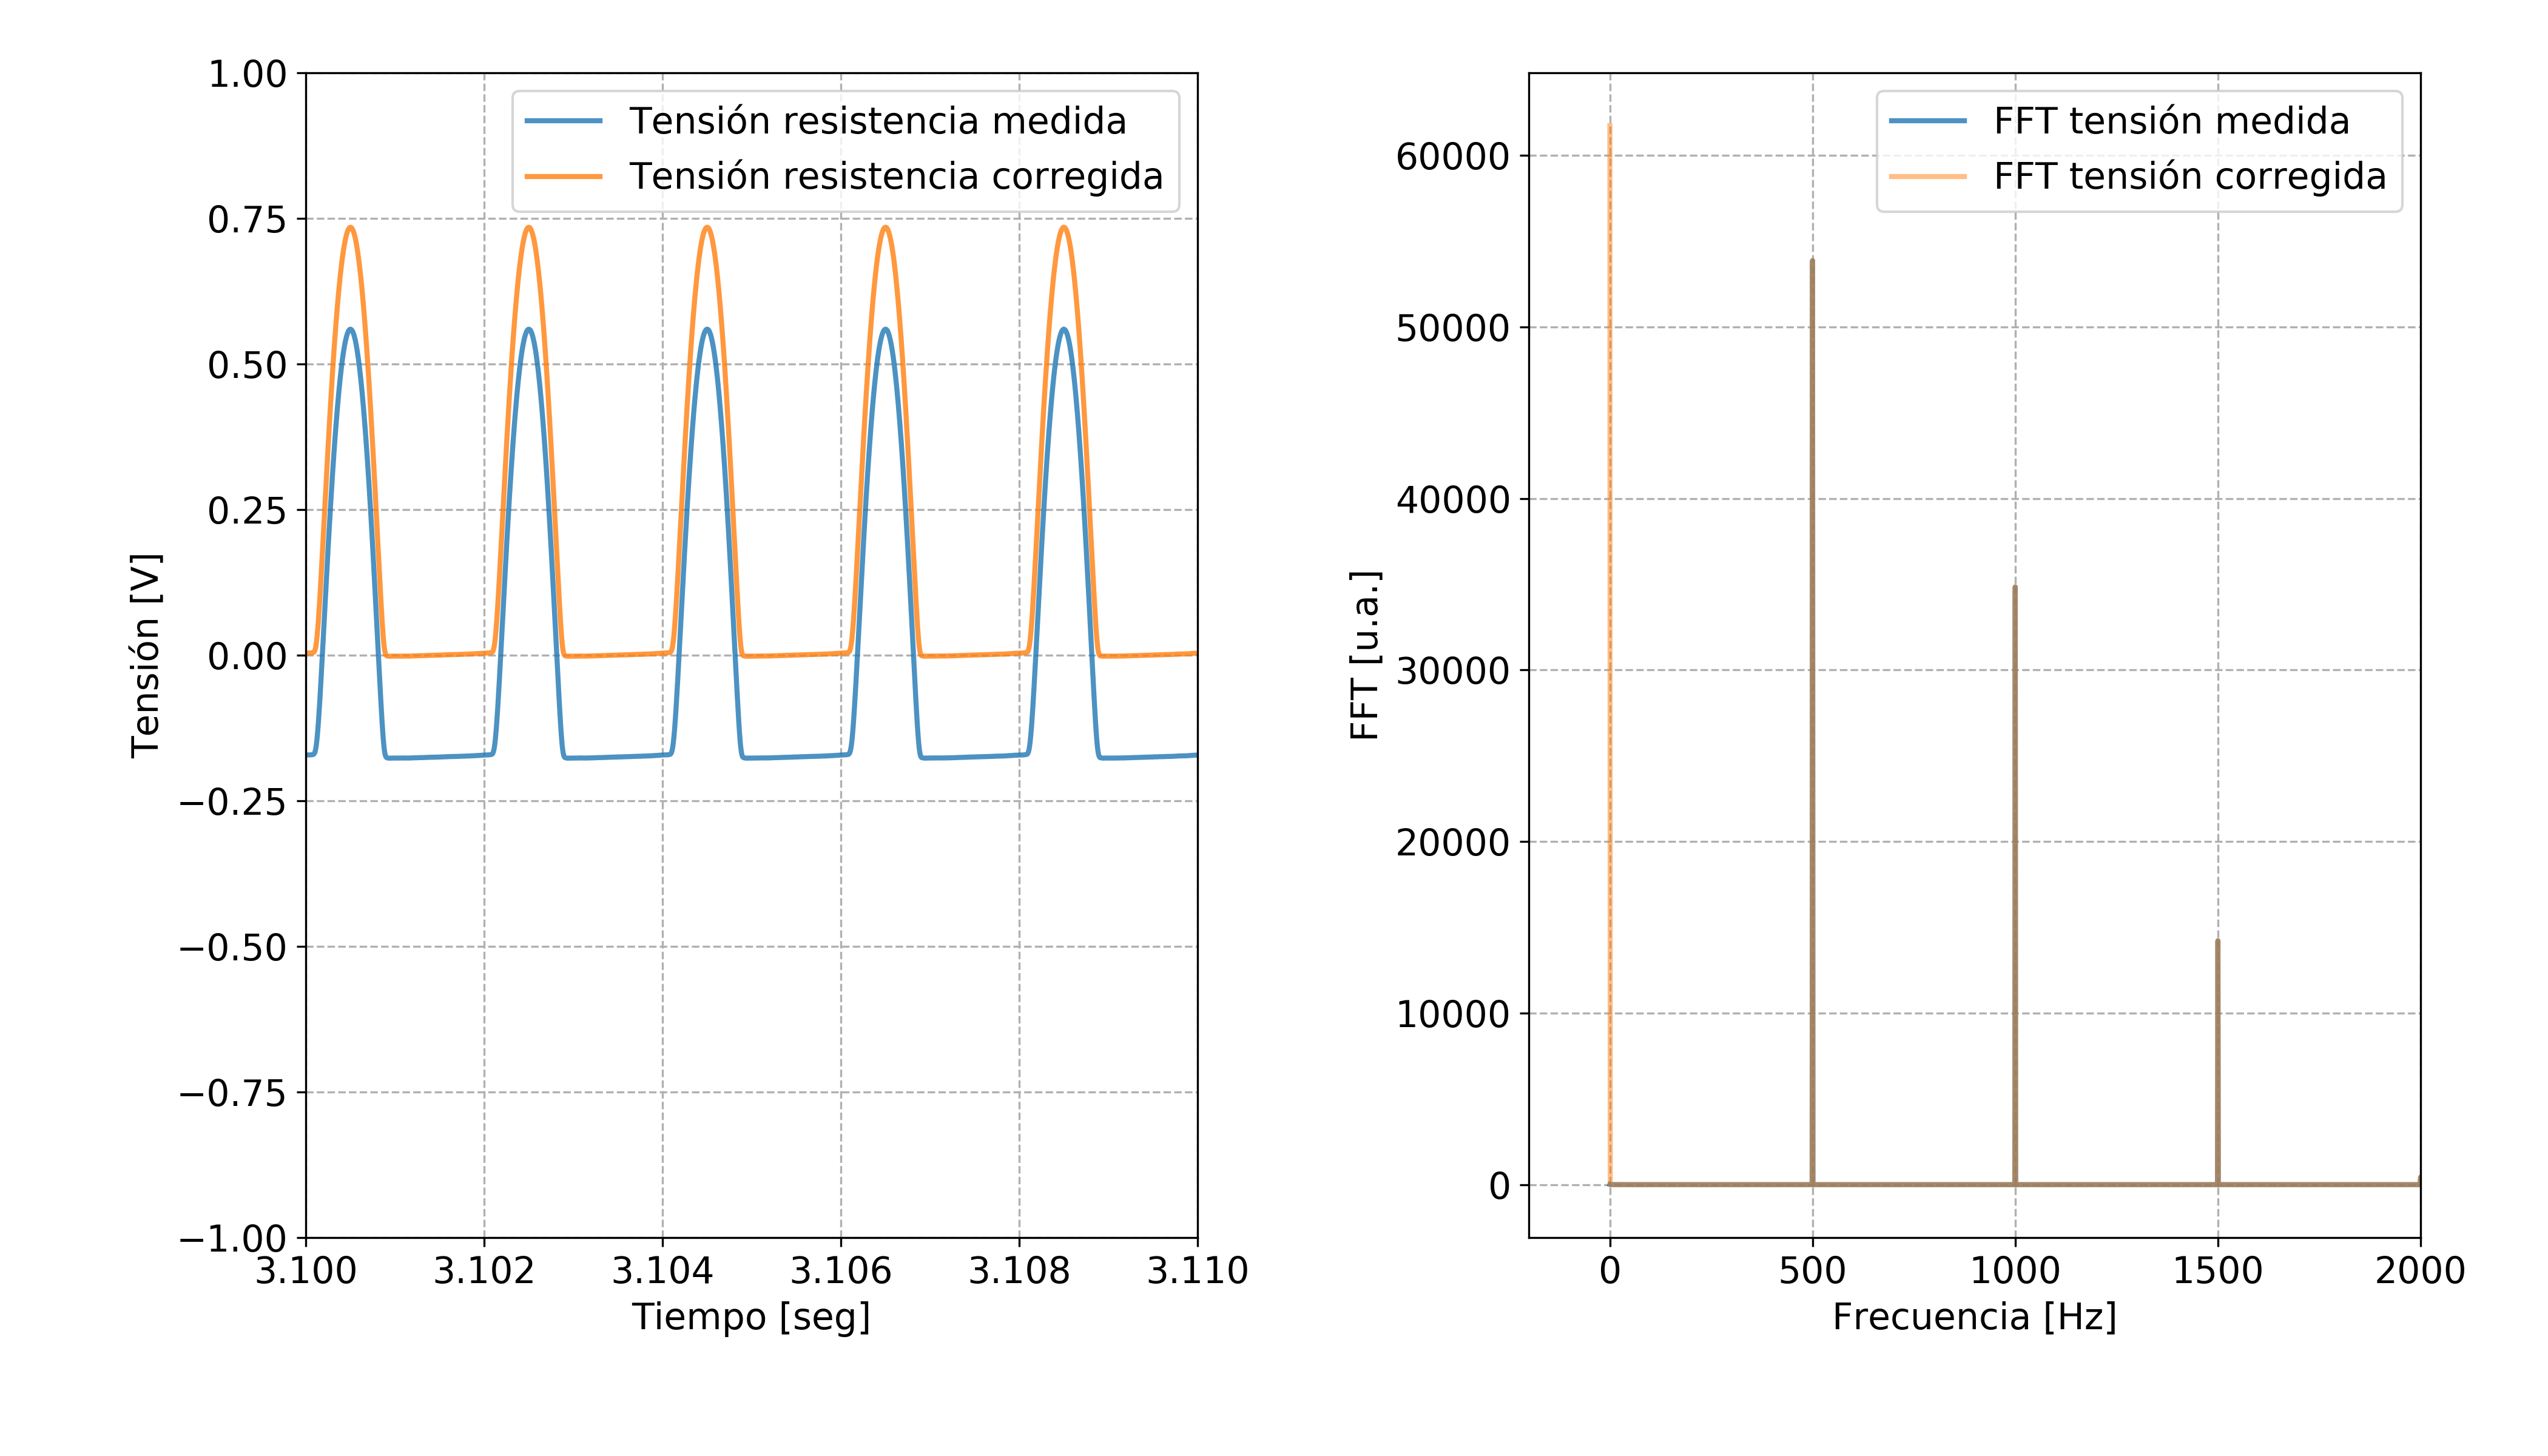 1.00
0.75
0.50
0.25
0.00
−0.25
−0.50
−0.75
−1.00
Tensión [V]
Tensión resistencia medida
Tensión resistencia corregida
3.100 3.102 3.104 3.106 3.108 3.110
Tiempo [seg]
60000
50000
40000
30000
20000
10000
0
FFT [u.a.]
FFT tensión medida
FFT tensión corregida
0 500 1000 1500 2000
Frecuencia [Hz]